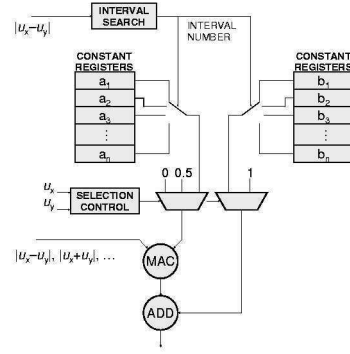 INTERVAL
SEARCH
|uₓ−uᵧ|
INTERVAL
NUMBER
CONSTANT
REGISTERS
a₁
a₂
a₃
⋮
aₙ
CONSTANT
REGISTERS
b₁
b₂
b₃
⋮
bₙ
0 0.5
1
uₓ
uᵧ
SELECTION
CONTROL
|uₓ−uᵧ|, |uₓ+uᵧ|, ...
MAC
ADD